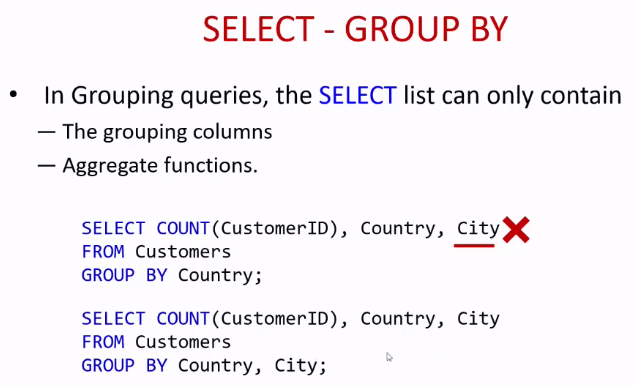 SELECT - GROUP BY
• In Grouping queries, the SELECT list can only contain
— The grouping columns
— Aggregate functions.
SELECT COUNT(CustomerID), Country, City
FROM Customers
GROUP BY Country;
SELECT COUNT(CustomerID), Country, City
FROM Customers
GROUP BY Country, City;